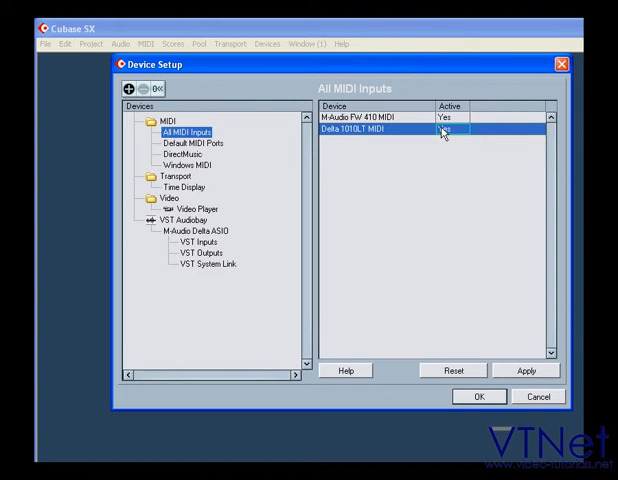 Cubase SX
File Edit Project Audio MIDI Scores Pool Transport Devices Window (1) Help
Device Setup
0«
All MIDI Inputs
Devices
Device Active
MIDI
All MIDI Inputs
Default MIDI Ports
DirectMusic
Windows MIDI
Transport
Time Display
Video
Video Player
VST Audiobay
M-Audio Delta ASIO
VST Inputs
VST Outputs
VST System Link
M-Audio FW 410 MIDI Yes
Delta 1010LT MIDI Yes
Help Reset Apply
OK Cancel
VTNet
www.video-tutorials.net